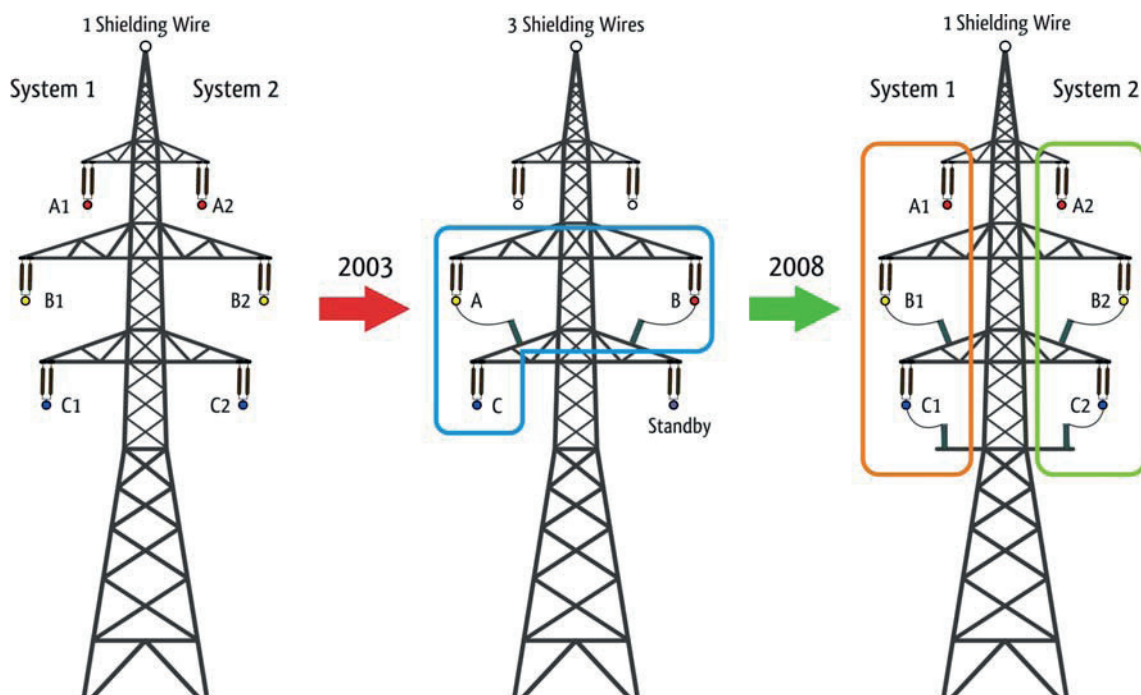 1 Shielding Wire
System 1
System 2
A1
A2
B1
B2
C1
C2
2003
3 Shielding Wires
A
B
C
Standby
2008
1 Shielding Wire
System 1
System 2
A1
A2
B1
B2
C1
C2